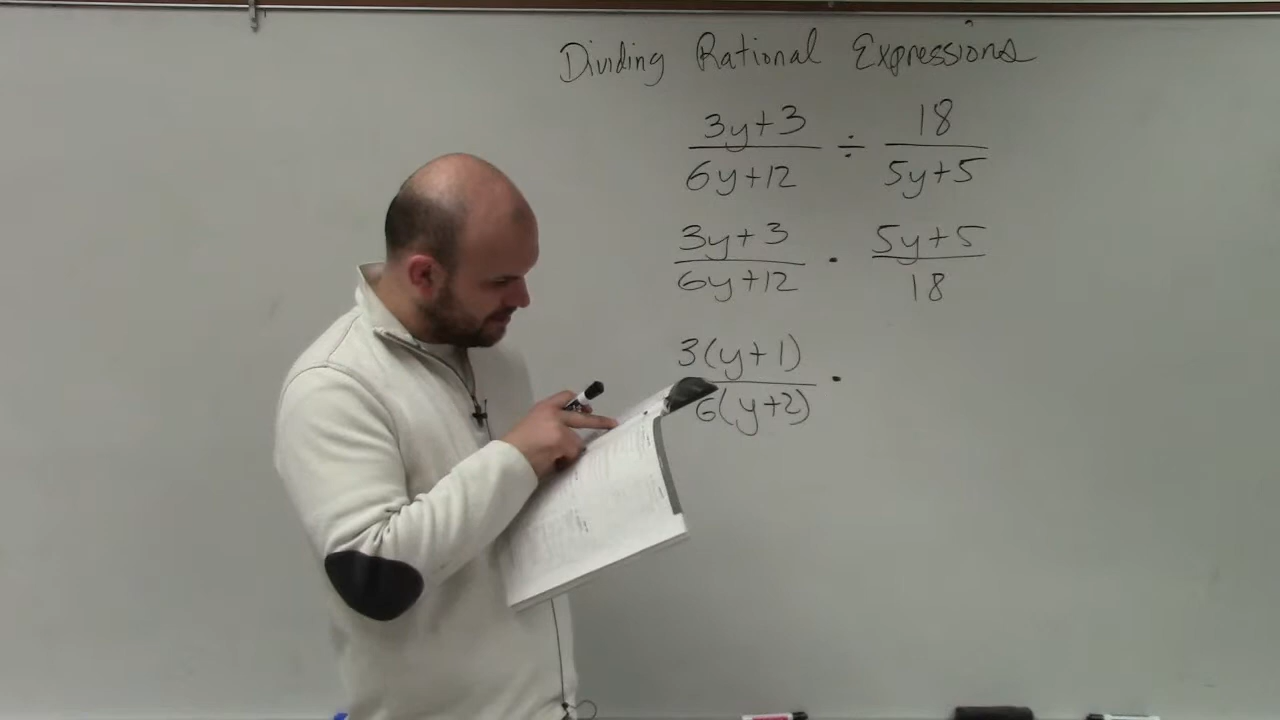 Dividing Rational Expressions
3y+3 / 6y+12 ÷ 18 / 5y+5
3y+3 / 6y+12 · 5y+5 / 18
3(y+1) / 6(y+2) ·